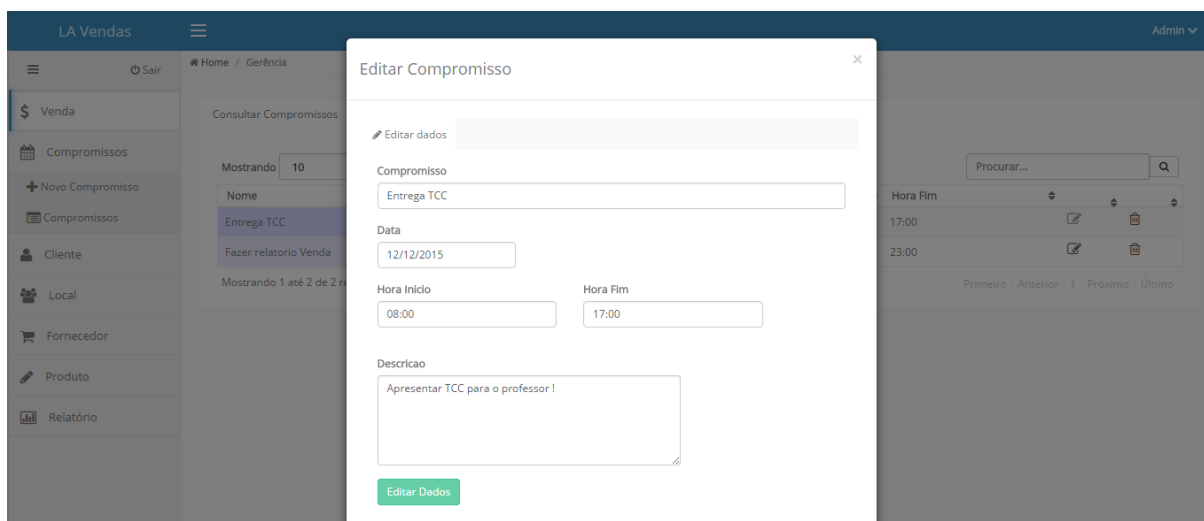 LA Vendas
Admin
Sair
Home / Gerência
Venda
Compromissos
Novo Compromisso
Compromissos
Cliente
Local
Fornecedor
Produto
Relatório
Consultar Compromissos
Mostrando 10
Procurar...
Nome Hora Fim
Entrega TCC 17:00
Fazer relatorio Venda 23:00
Mostrando 1 até 2 de 2
Primeiro Anterior 1 Próximo Último
Editar Compromisso
×
Editar dados
Compromisso
Entrega TCC
Data
12/12/2015
Hora Inicio Hora Fim
08:00 17:00
Descricao
Apresentar TCC para o professor !
Editar Dados